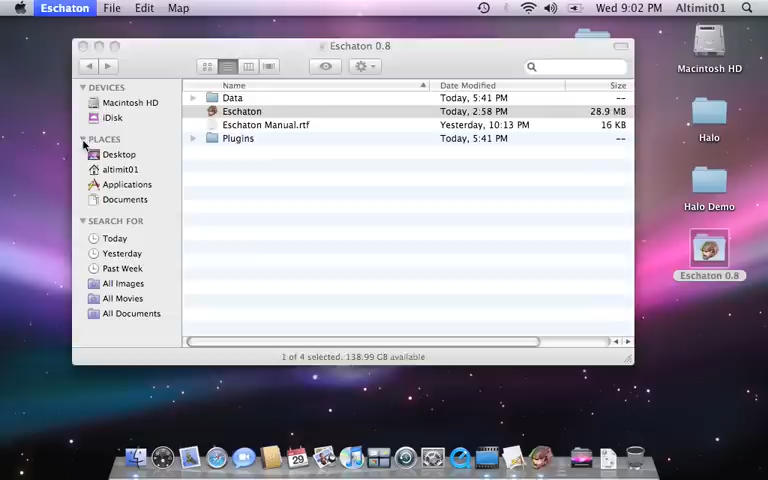 Eschaton File Edit Map Wed 9:02 PM Altimit01
Eschaton 0.8
Name Date Modified Size
Data Today, 5:41 PM --
Eschaton Today, 2:58 PM 28.9 MB
Eschaton Manual.rtf Yesterday, 10:13 PM 16 KB
Plugins Today, 5:41 PM --
DEVICES
Macintosh HD
iDisk
PLACES
Desktop
altimit01
Applications
Documents
SEARCH FOR
Today
Yesterday
Past Week
All Images
All Movies
All Documents
1 of 4 selected, 138.99 GB available
Macintosh HD
Halo
Halo Demo
Eschaton 0.8
29